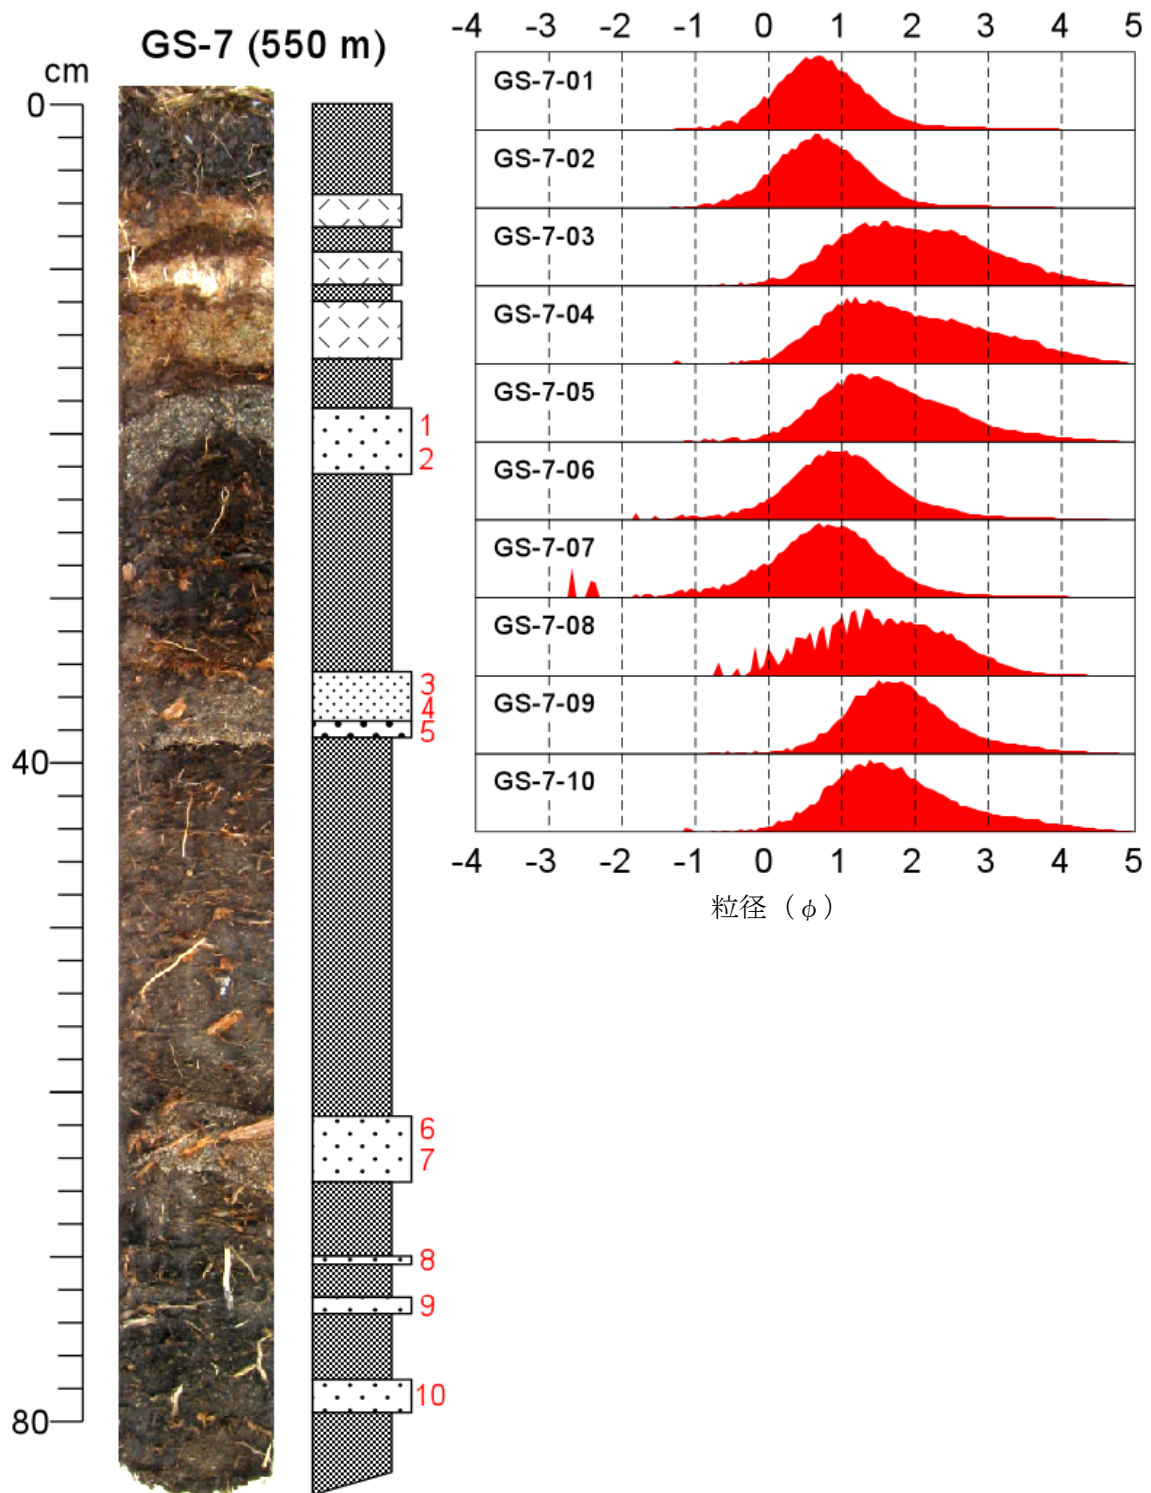 GS-7 (550 m)
cm
0
40
80
1
2
3
4
5
6
7
8
9
10
-4 -3 -2 -1 0 1 2 3 4 5
GS-7-01
GS-7-02
GS-7-03
GS-7-04
GS-7-05
GS-7-06
GS-7-07
GS-7-08
GS-7-09
GS-7-10
-4 -3 -2 -1 0 1 2 3 4 5
粒径（φ）